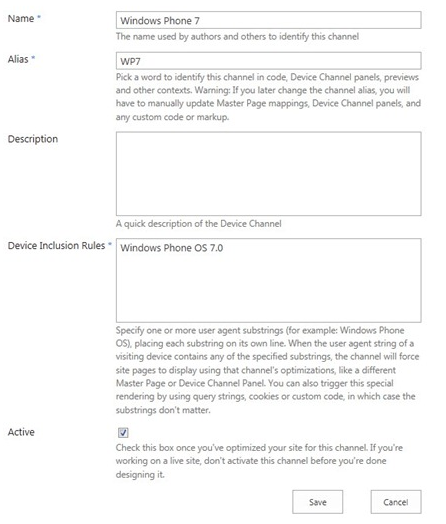 Name * Windows Phone 7
The name used by authors and others to identify this channel
Alias * WP7
Pick a word to identify this channel in code, Device Channel panels, previews
and other contexts. Warning: If you later change the channel alias, you will
have to manually update Master Page mappings, Device Channel panels, and
any custom code or markup.
Description
A quick description of the Device Channel
Device Inclusion Rules * Windows Phone OS 7.0
Specify one or more user agent substrings (for example: Windows Phone
OS), placing each substring on its own line. When the user agent string of a
visiting device contains any of the specified substrings, the channel will force
site pages to display using that channel's optimizations, like a different
Master Page or Device Channel Panel. You can also trigger this special
rendering by using query strings, cookies or custom code, in which case the
substrings don't matter.
Active
Check this box once you've optimized your site for this channel. If you're
working on a live site, don't activate this channel before you're done
designing it.
Save Cancel